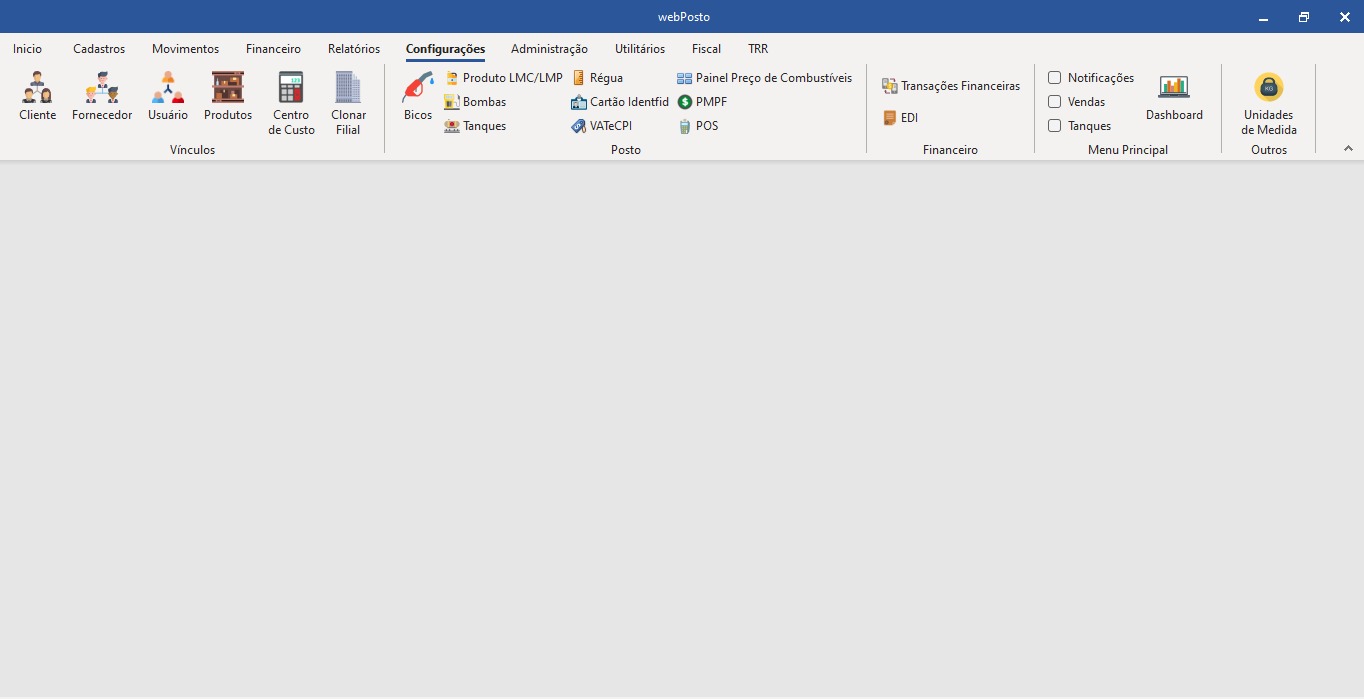 webPosto
Inicio Cadastros Movimentos Financeiro Relatórios Configurações Administração Utilitários Fiscal TRR
Cliente
Fornecedor
Usuário
Produtos
Centro
de Custo
Clonar
Filial
Vínculos
Bicos
Produto LMC/LMP
Bombas
Tanques
Régua
Cartão Identfid
VATeCPI
Painel Preço de Combustíveis
PMPF
POS
Posto
Transações Financeiras
EDI
Financeiro
Notificações
Vendas
Tanques
Dashboard
Menu Principal
KG
Unidades
de Medida
Outros